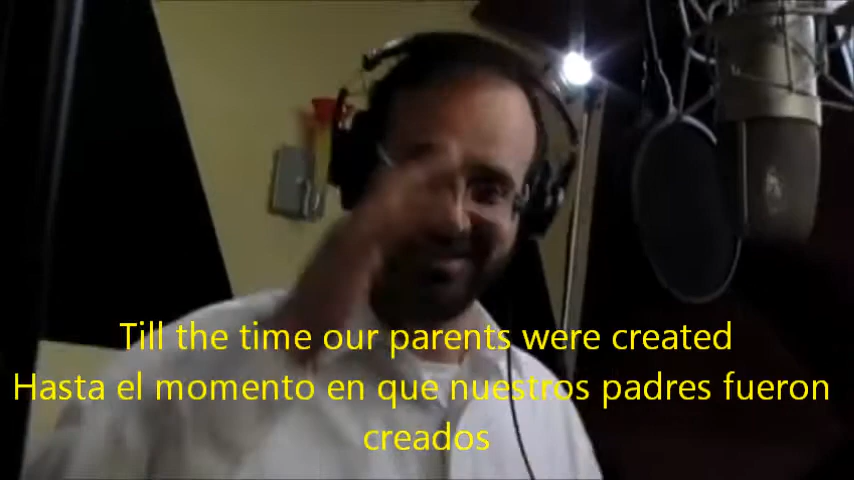 Till the time our parents were created
Hasta el momento en que nuestros padres fueron
creados